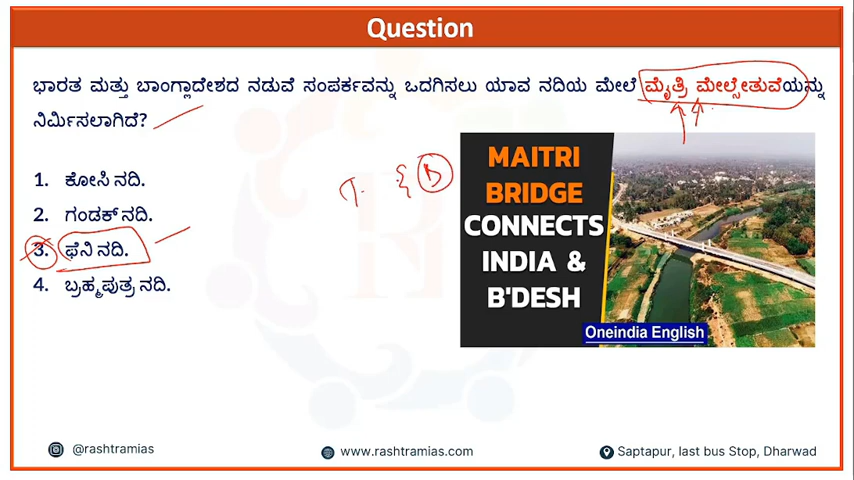 Question
ಭಾರತ ಮತ್ತು ಬಾಂಗ್ಲಾದೇಶದ ನಡುವೆ ಸಂಪರ್ಕವನ್ನು ಒದಗಿಸಲು ಯಾವ ನದಿಯ ಮೇಲೆ ಮೈತ್ರಿ ಮೇಲ್ಸೇತುವೆಯನ್ನು
ನಿರ್ಮಿಸಲಾಗಿದೆ?
1. ಕೋಸಿ ನದಿ.
2. ಗಂಡಕ್ ನದಿ.
3. ಫೆನಿ ನದಿ.
4. ಬ್ರಹ್ಮಪುತ್ರ ನದಿ.
B
MAITRI
BRIDGE
CONNECTS
INDIA &
B'DESH
Oneindia English
@rashtramias
www.rashtramias.com
Saptapur, last bus Stop, Dharwad